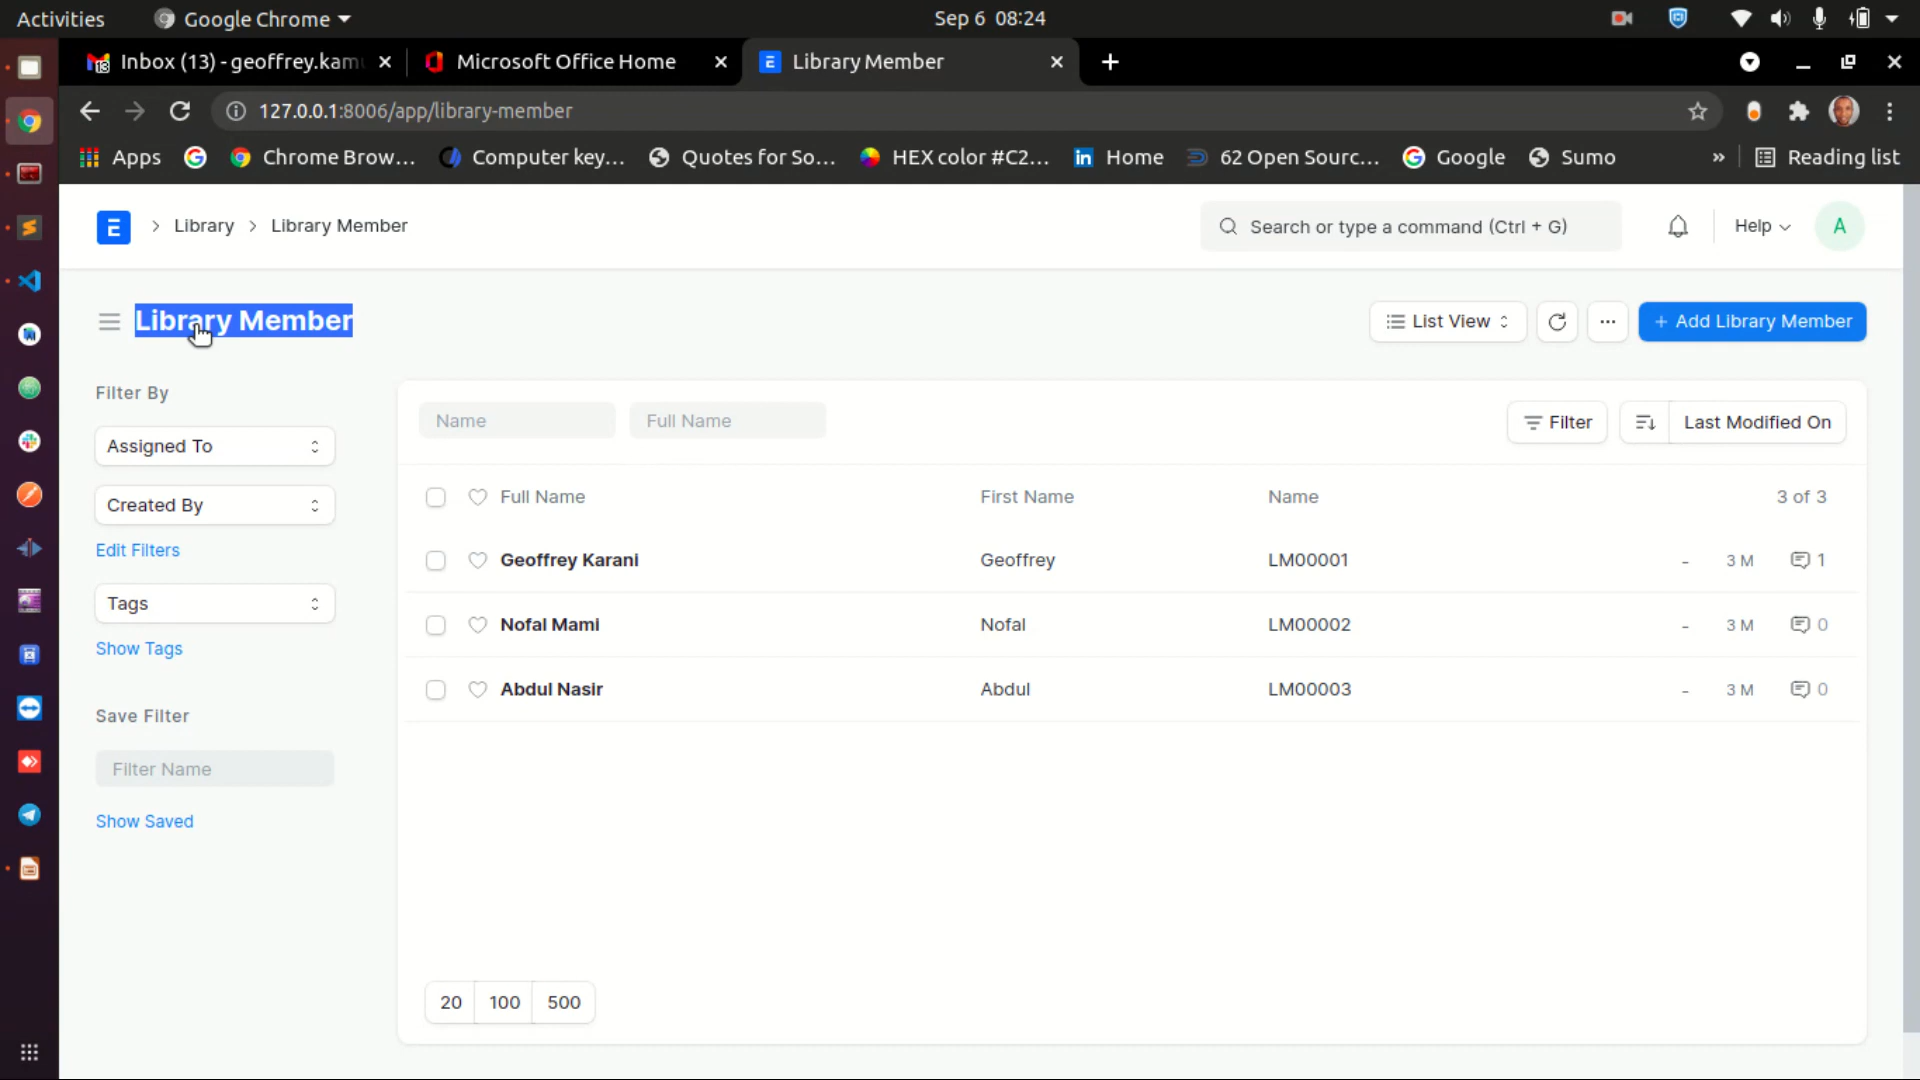 Activities
Google Chrome
Sep 6 08:24
Inbox (13) - geoffrey.kam
Microsoft Office Home
Library Member
127.0.0.1:8006/app/library-member
Apps
Chrome Brow...
Computer key...
Quotes for So...
HEX color #C2...
Home
62 Open Sourc...
Google
Sumo
»
Reading list
Library
Library Member
Search or type a command (Ctrl + G)
Help
A
Library Member
List View
...
+ Add Library Member
Filter By
Assigned To
Created By
Edit Filters
Tags
Show Tags
Save Filter
Filter Name
Show Saved
Name
Full Name
Filter
Last Modified On
Full Name First Name Name 3 of 3
Geoffrey Karani Geoffrey LM00001 - 3 M 1
Nofal Mami Nofal LM00002 - 3 M 0
Abdul Nasir Abdul LM00003 - 3 M 0
20 100 500